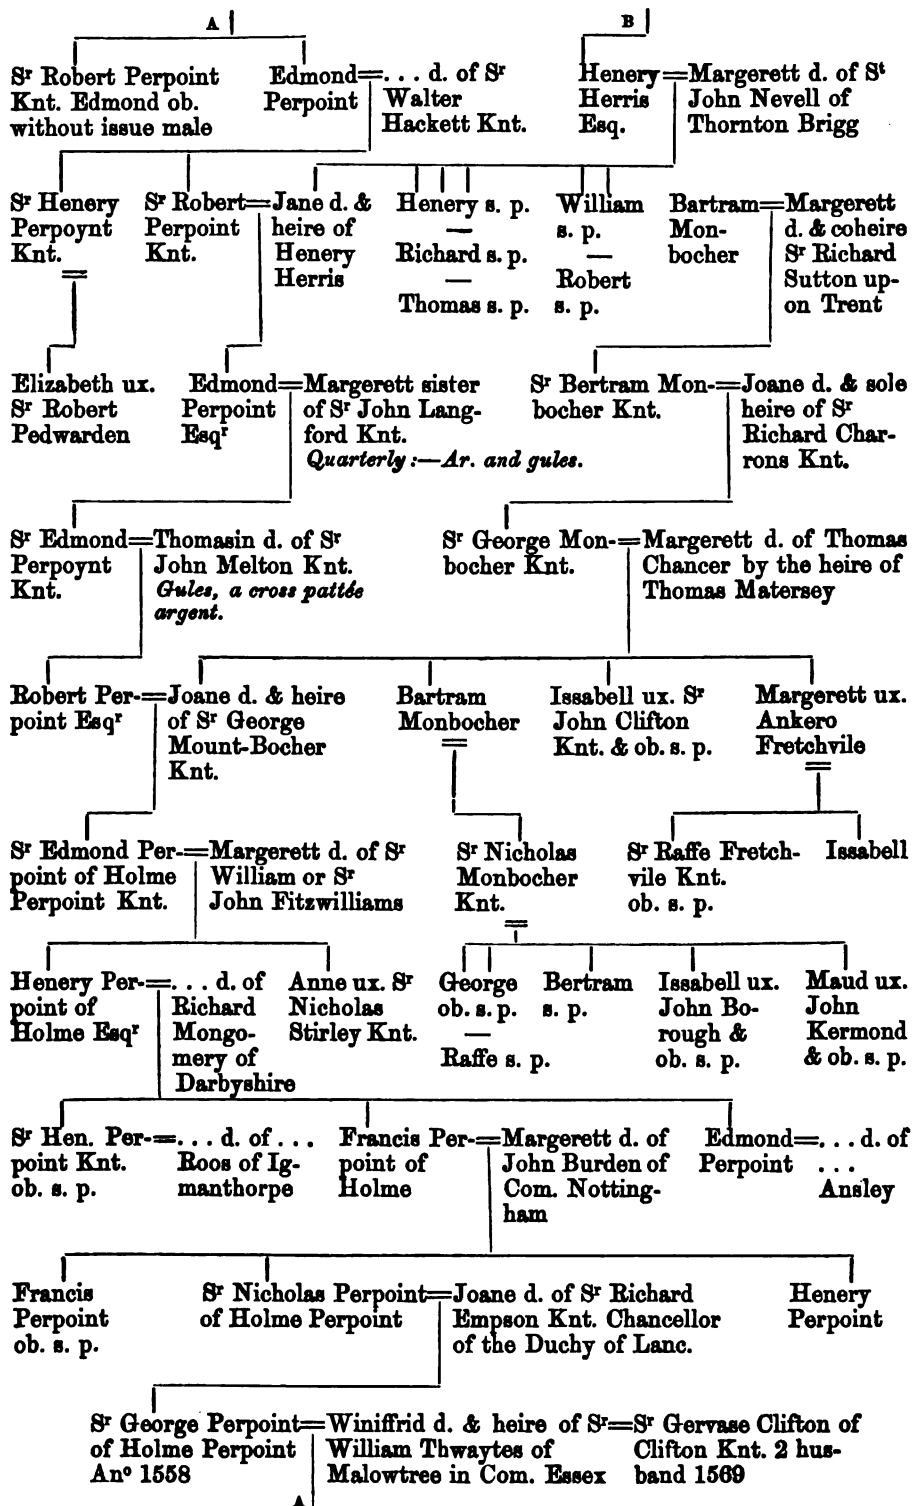 A
B
Sr Robert Perpoint
Knt. Edmond ob.
without issue male
Edmond=... d. of Sr
Perpoint Walter
Hackett Knt.
Henery=Margerett d. of St
Herris John Nevell of
Esq. Thornton Brigg
Sr Henery
Perpoynt
Knt.
Sr Robert=Jane d. &
Perpoint heire of
Knt. Henery
Herris
Henery s. p.
—
Richard s. p.
—
Thomas s. p.
William
s. p.
—
Robert
s. p.
Bartram=Margerett
Mon- d. & coheire
bocher Sr Richard
Sutton up-
on Trent
Elizabeth ux.
Sr Robert
Pedwarden
Edmond=Margerett sister
Perpoint of Sr John Lang-
Esqr ford Knt.
Quarterly :—Ar. and gules.
Sr Bertram Mon-=Joane d. & sole
bocher Knt. heire of Sr
Richard Char-
rons Knt.
Sr Edmond=Thomasin d. of Sr
Perpoynt John Melton Knt.
Knt. Gules, a cross pattée
argent.
Sr George Mon-=Margerett d. of Thomas
bocher Knt. Chancer by the heire of
Thomas Matersey
Robert Per-=Joane d. & heire
point Esqr of Sr George
Mount-Bocher
Knt.
Bartram
Monbocher
Issabell ux. Sr
John Clifton
Knt. & ob. s. p.
Margerett ux.
Ankero
Fretchvile
Sr Edmond Per-=Margerett d. of Sr
point of Holme William or Sr
Perpoint Knt. John Fitzwilliams
Sr Nicholas
Monbocher
Knt.
Sr Raffe Fretch-
vile Knt.
ob. s. p.
Issabell
Henery Per-=... d. of
point of Richard
Holme Esqr Mongo-
mery of
Darbyshire
Anne ux. Sr
Nicholas
Stirley Knt.
George
ob. s. p.
—
Raffe s. p.
Bertram
s. p.
Issabell ux.
John Bo-
rough &
ob. s. p.
Maud ux.
John
Kermond
& ob. s. p.
Sr Hen. Per-=... d. of ...
point Knt. Roos of Ig-
ob. s. p. manthorpe
Francis Per-=Margerett d. of
point of John Burden of
Holme Com. Notting-
ham
Edmond=... d. of
Perpoint ...
Ansley
Francis
Perpoint
ob. s. p.
Sr Nicholas Perpoint=Joane d. of Sr Richard
of Holme Perpoint Empson Knt. Chancellor
of the Duchy of Lanc.
Henery
Perpoint
Sr George Perpoint=Winiffrid d. & heire of Sr=Sr Gervase Clifton of
of Holme Perpoint William Thwaytes of Clifton Knt. 2 hus-
Ano 1558 Malowtree in Com. Essex band 1569
A